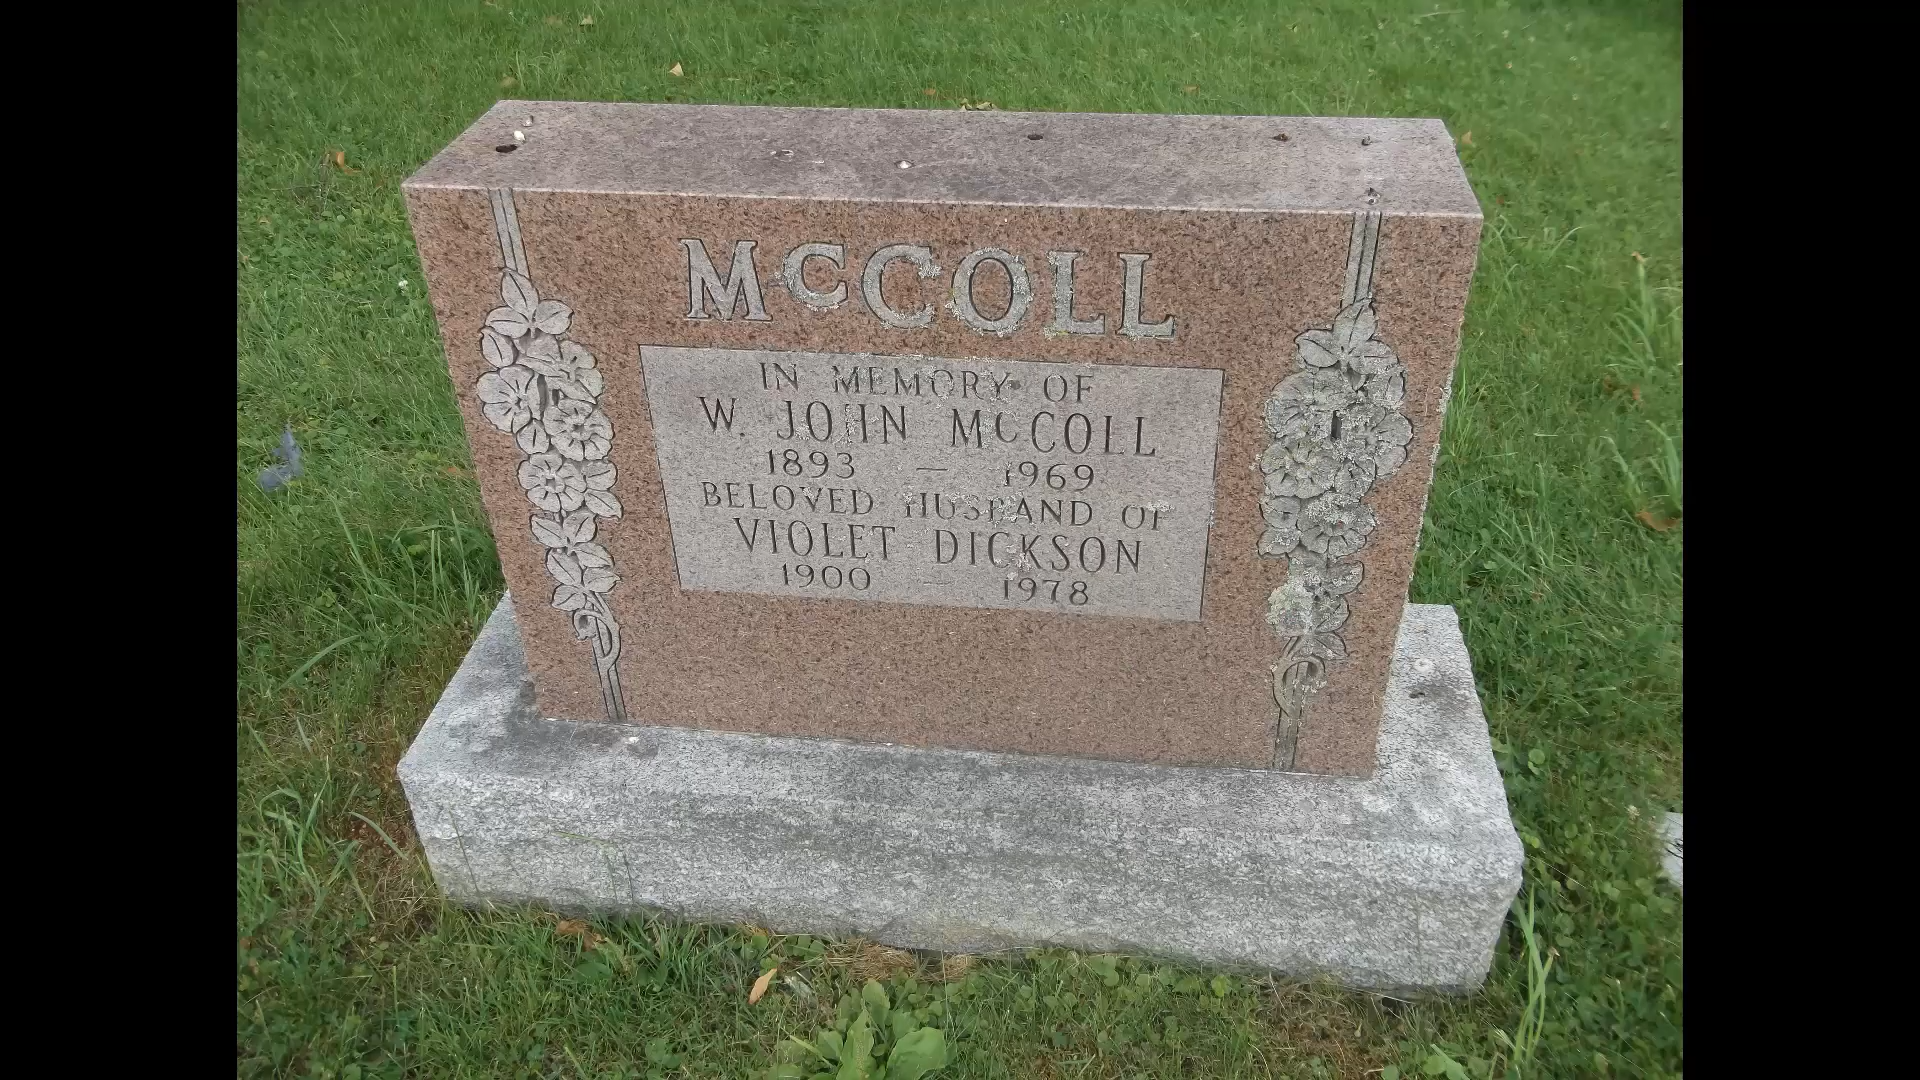 McCOLL
IN MEMORY OF
W. JOHN McCOLL
1893 — 1969
BELOVED HUSBAND OF
VIOLET DICKSON
1900 — 1978